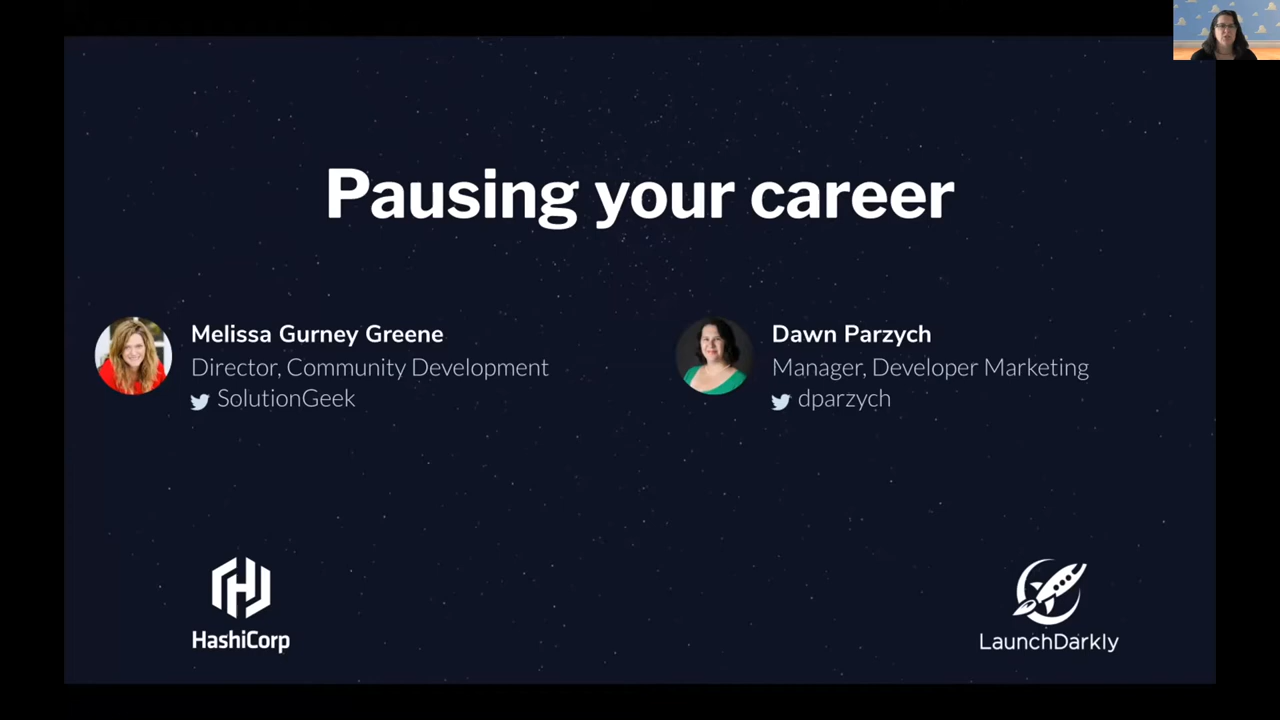 Pausing your career
Melissa Gurney Greene
Director, Community Development
SolutionGeek
Dawn Parzych
Manager, Developer Marketing
dparzych
HashiCorp
LaunchDarkly